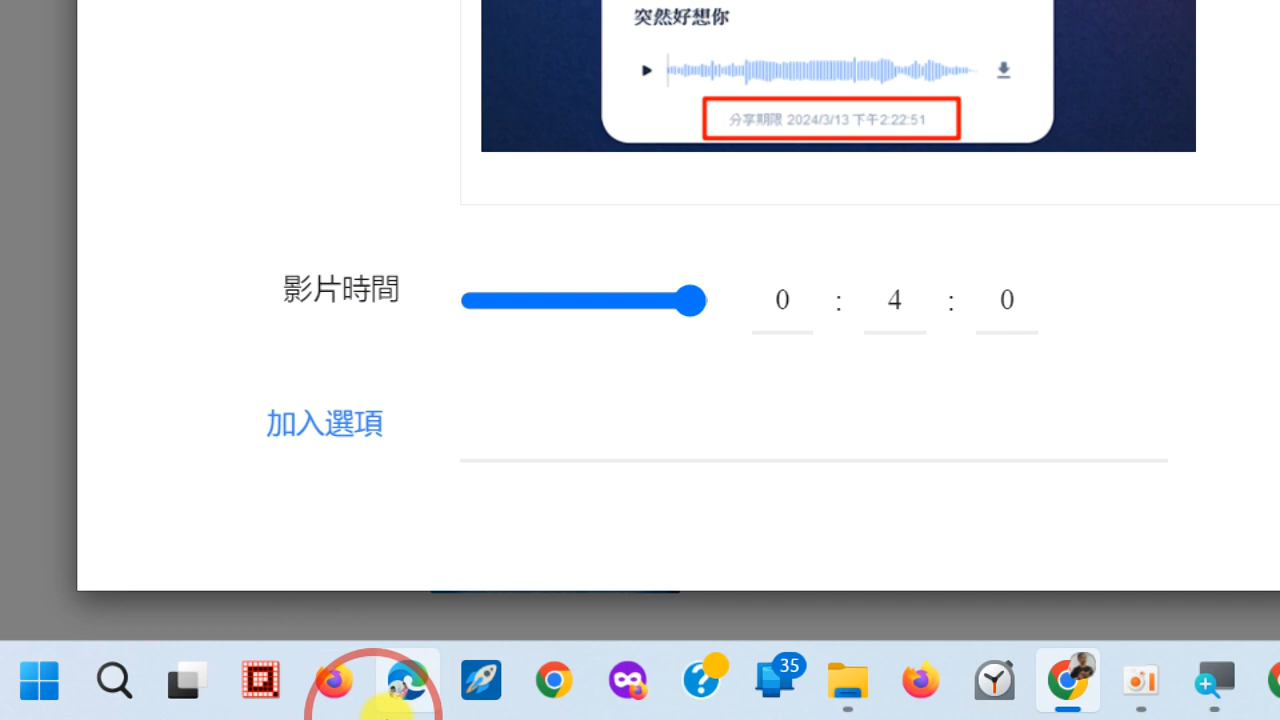 突然好想你
分享期限 2024/3/13 下午2:22:51
影片時間
0 : 4 : 0
加入選項
35